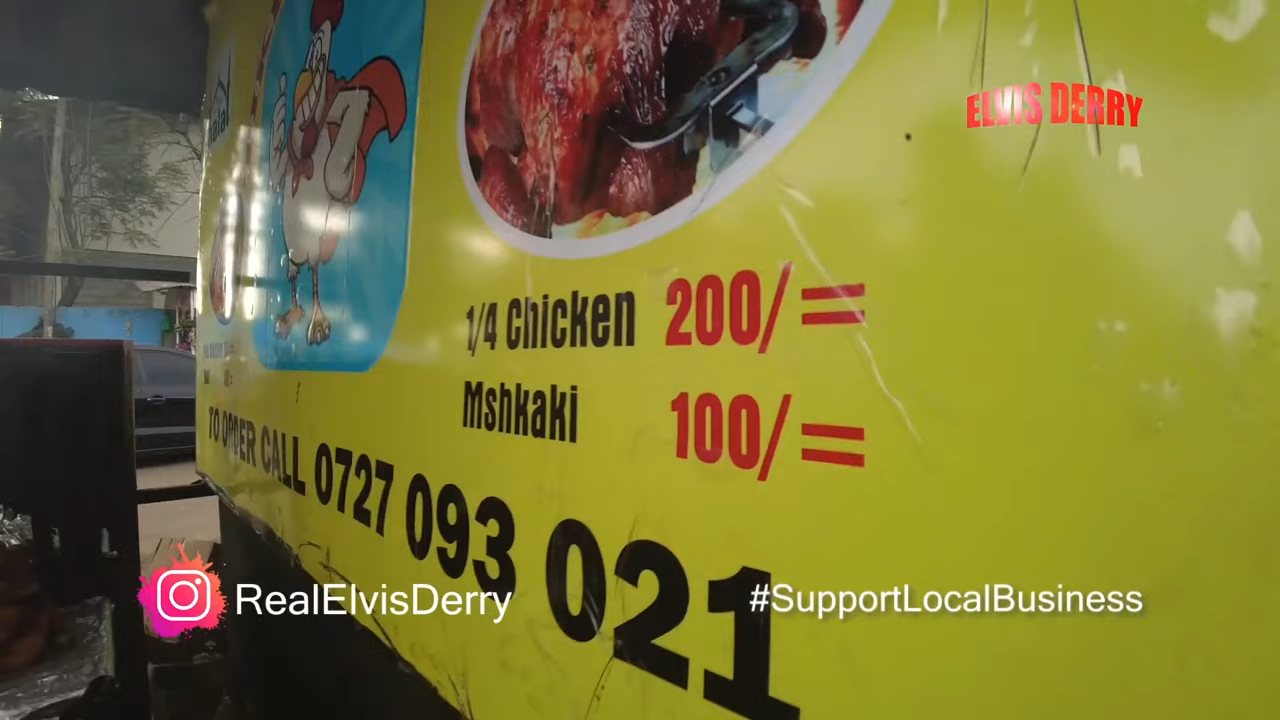 ELVIS DERRY
1/4 Chicken 200/=
Mshkaki 100/=
TO ORDER CALL 0727 093 021
RealElvisDerry
#SupportLocalBusiness